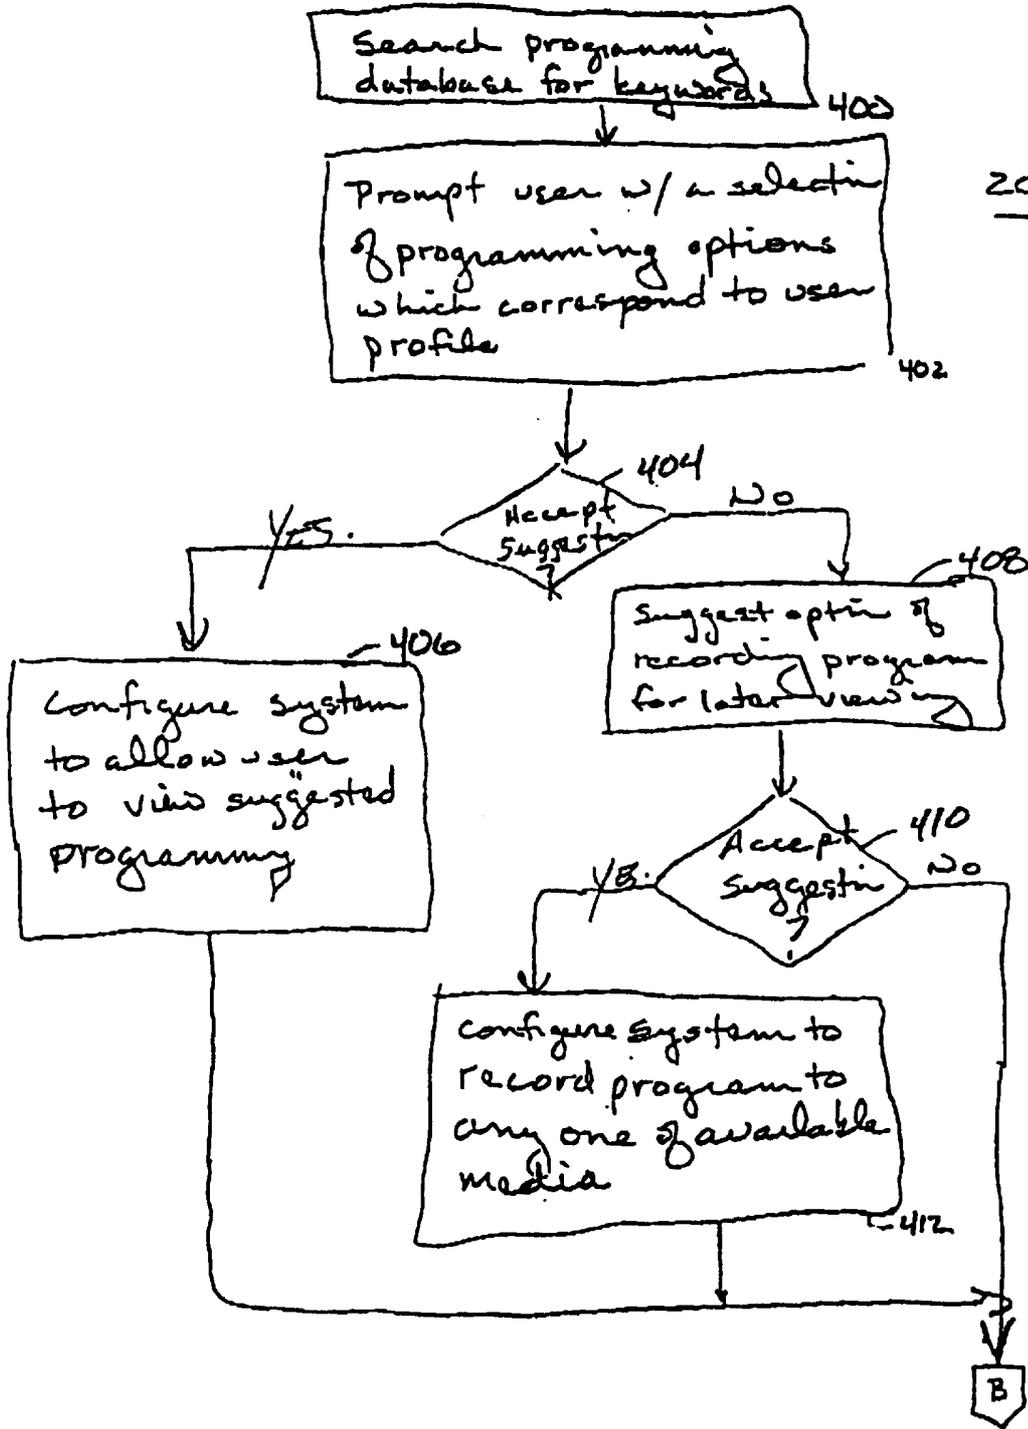 Search programming
database for keywords
400
Prompt user w/ a selection
of programming options
which correspond to user
profile
402
20
404
Accept
Suggestion
?
Yes.
No
408
Suggest option of
recording program
for later viewing
406
Configure system
to allow user
to view suggested
programming
410
Accept
Suggestion
?
Yes.
No
configure system to
record program to
any one of available
media
412
B